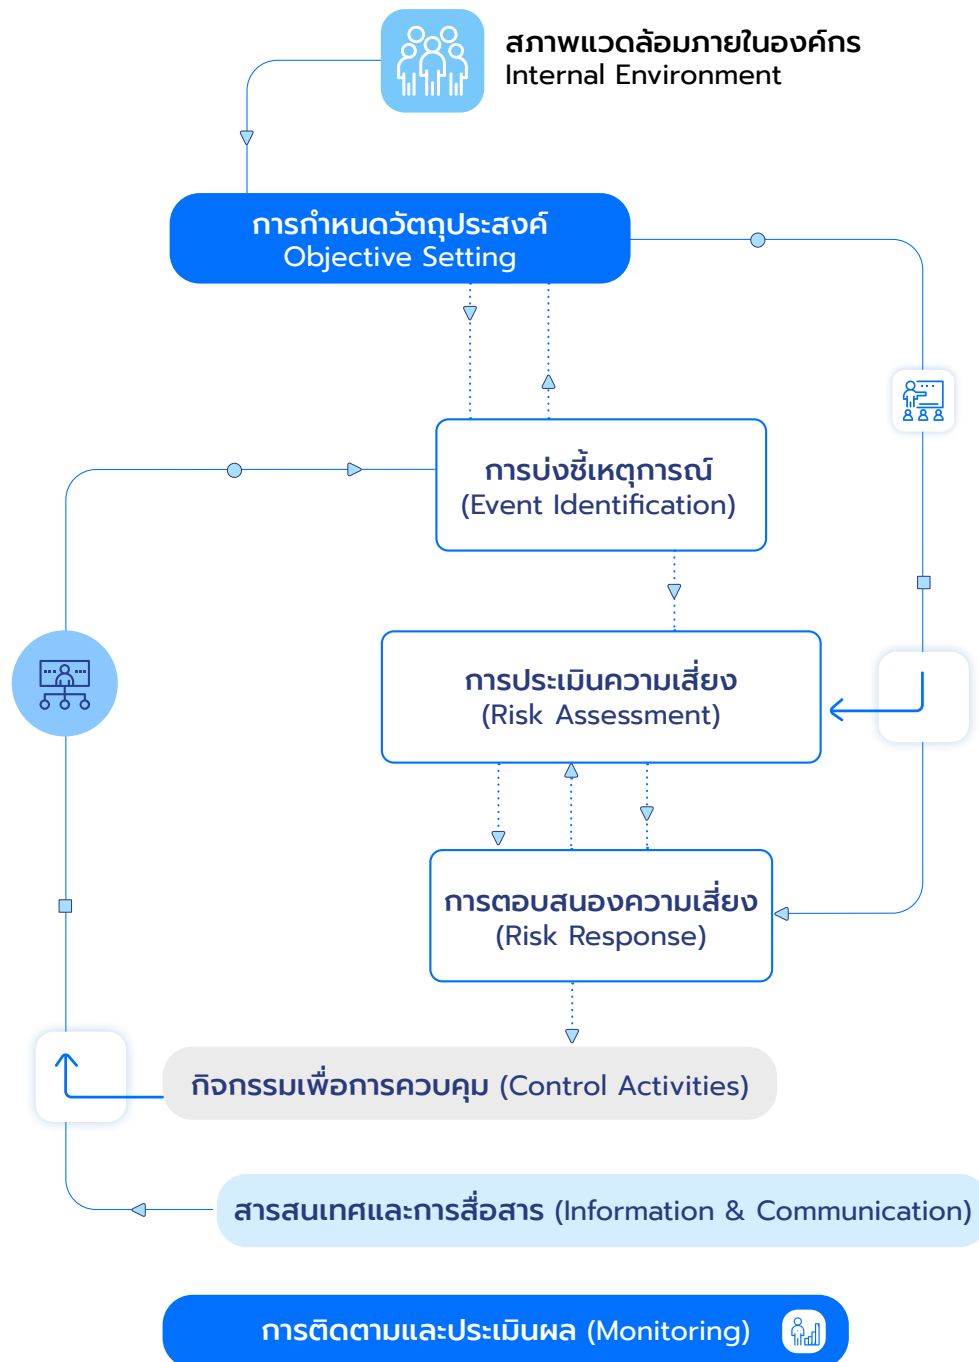 สภาพแวดล้อมภายในองค์กร
Internal Environment
การกำหนดวัตถุประสงค์
Objective Setting
การบ่งชี้เหตุการณ์
(Event Identification)
การประเมินความเสี่ยง
(Risk Assessment)
การตอบสนองความเสี่ยง
(Risk Response)
กิจกรรมเพื่อการควบคุม (Control Activities)
สารสนเทศและการสื่อสาร (Information & Communication)
การติดตามและประเมินผล (Monitoring)